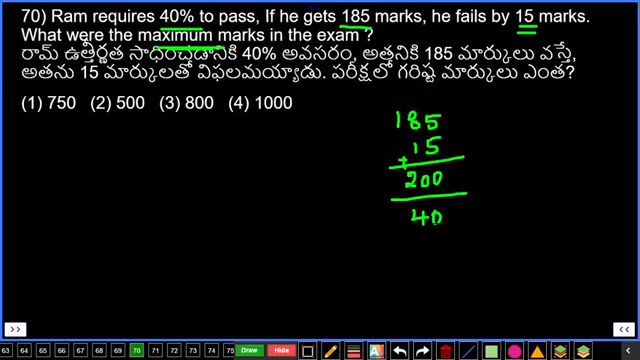 70) Ram requires 40% to pass, If he gets 185 marks, he fails by 15 marks.
What were the maximum marks in the exam ?
రామ్ ఉత్తీర్ణత సాధించడానికి 40% అవసరం, అతనికి 185 మార్కులు వస్తే,
అతను 15 మార్కులతో విఫలమయ్యాడు. పరీక్షలో గరిష్ట మార్కులు ఎంత?
(1) 750 (2) 500 (3) 800 (4) 1000
185
+ 15
200
40
>> <<
63 64 65 66 67 68 69 70 71 72 73 74 75 Draw Hide